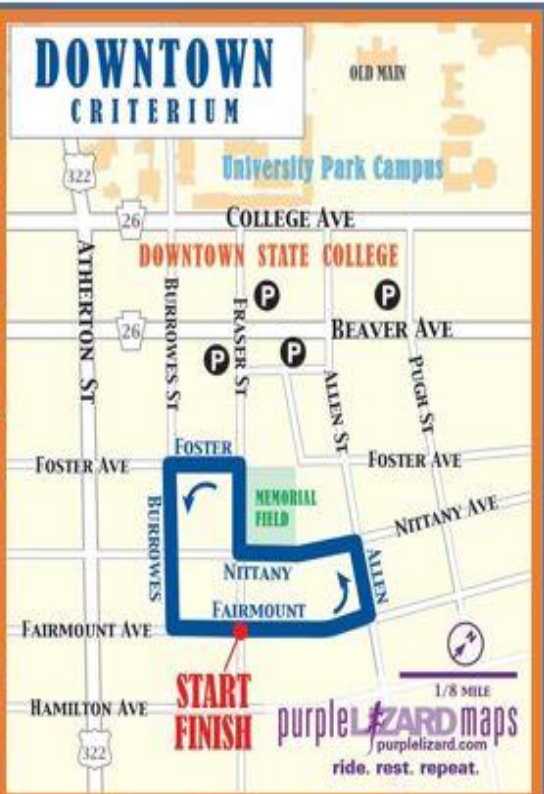 DOWNTOWN
CRITERIUM
OLD MAIN
322
University Park Campus
26
COLLEGE AVE
DOWNTOWN STATE COLLEGE
ATHERTON ST
BURROWES ST
FRASER ST
P
P
26
BEAVER AVE
P
P
ALLEN ST
PUGH ST
FOSTER
FOSTER AVE
FOSTER AVE
MEMORIAL
FIELD
NITTANY AVE
BURROWES
NITTANY
ALLEN
FAIRMOUNT
FAIRMOUNT AVE
N
START
FINISH
1/8 MILE
HAMILTON AVE
purpleLIZARD maps
purplelizard.com
322
ride. rest. repeat.